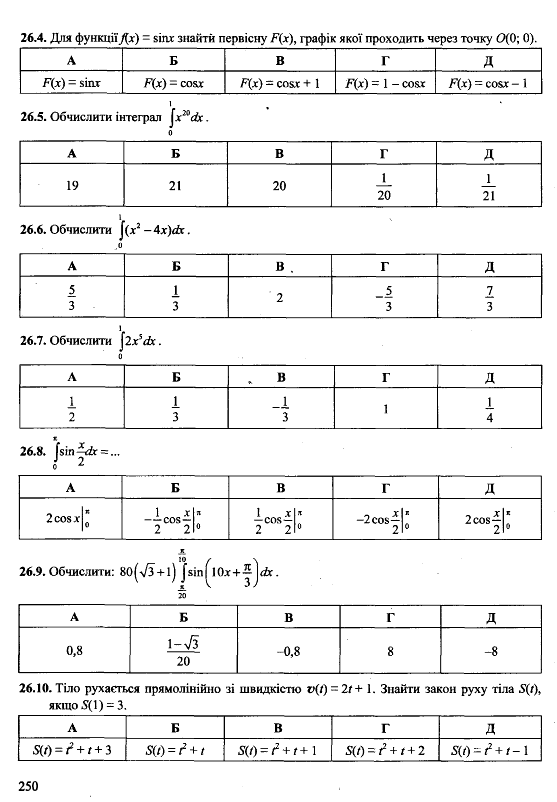 26.4. Для функції f(x) = sinx знайти первісну F(x), графік якої проходить через точку O(0; 0).
А Б В Г Д
F(x) = sinx F(x) = cosx F(x) = cosx + 1 F(x) = 1 – cosx F(x) = cosx – 1
26.5. Обчислити інтеграл ∫₀¹ x²⁰dx.
А Б В Г Д
19 21 20 1/20 1/21
26.6. Обчислити ∫₀¹ (x² – 4x)dx.
А Б В Г Д
5/3 1/3 2 –5/3 7/3
26.7. Обчислити ∫₀¹ 2x⁵dx.
А Б В Г Д
1/2 1/3 –1/3 1 1/4
26.8. ∫₀^π sin x/2 dx = ...
А Б В Г Д
2cos x|₀^π –1/2 cos x/2|₀^π 1/2 cos x/2|₀^π –2cos x/2|₀^π 2cos x/2|₀^π
26.9. Обчислити: 80(√3 + 1) ∫_{π/20}^{π/10} sin(10x + π/3)dx.
А Б В Г Д
0,8 1–√3/20 –0,8 8 –8
26.10. Тіло рухається прямолінійно зі швидкістю v(t) = 2t + 1. Знайти закон руху тіла S(t),
якщо S(1) = 3.
А Б В Г Д
S(t) = t² + t + 3 S(t) = t² + t S(t) = t² + t + 1 S(t) = t² + t + 2 S(t) = t² + t – 1
250